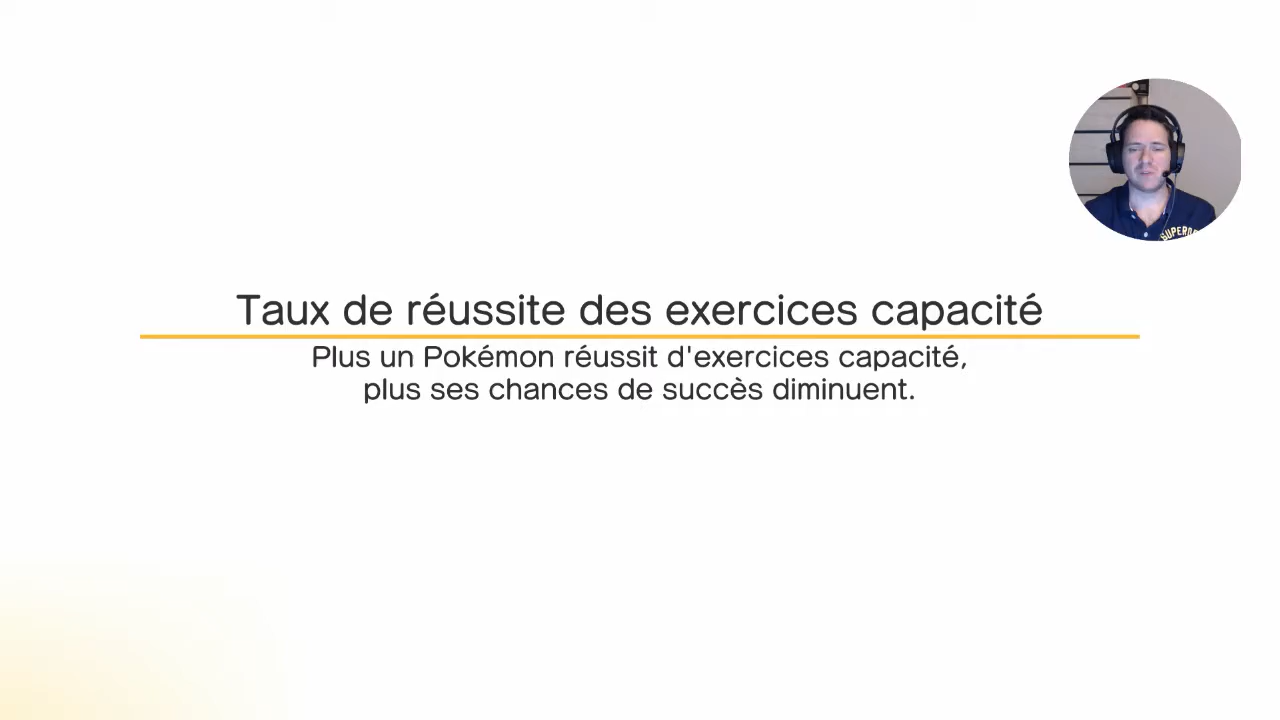 Taux de réussite des exercices capacité
Plus un Pokémon réussit d'exercices capacité,
plus ses chances de succès diminuent.